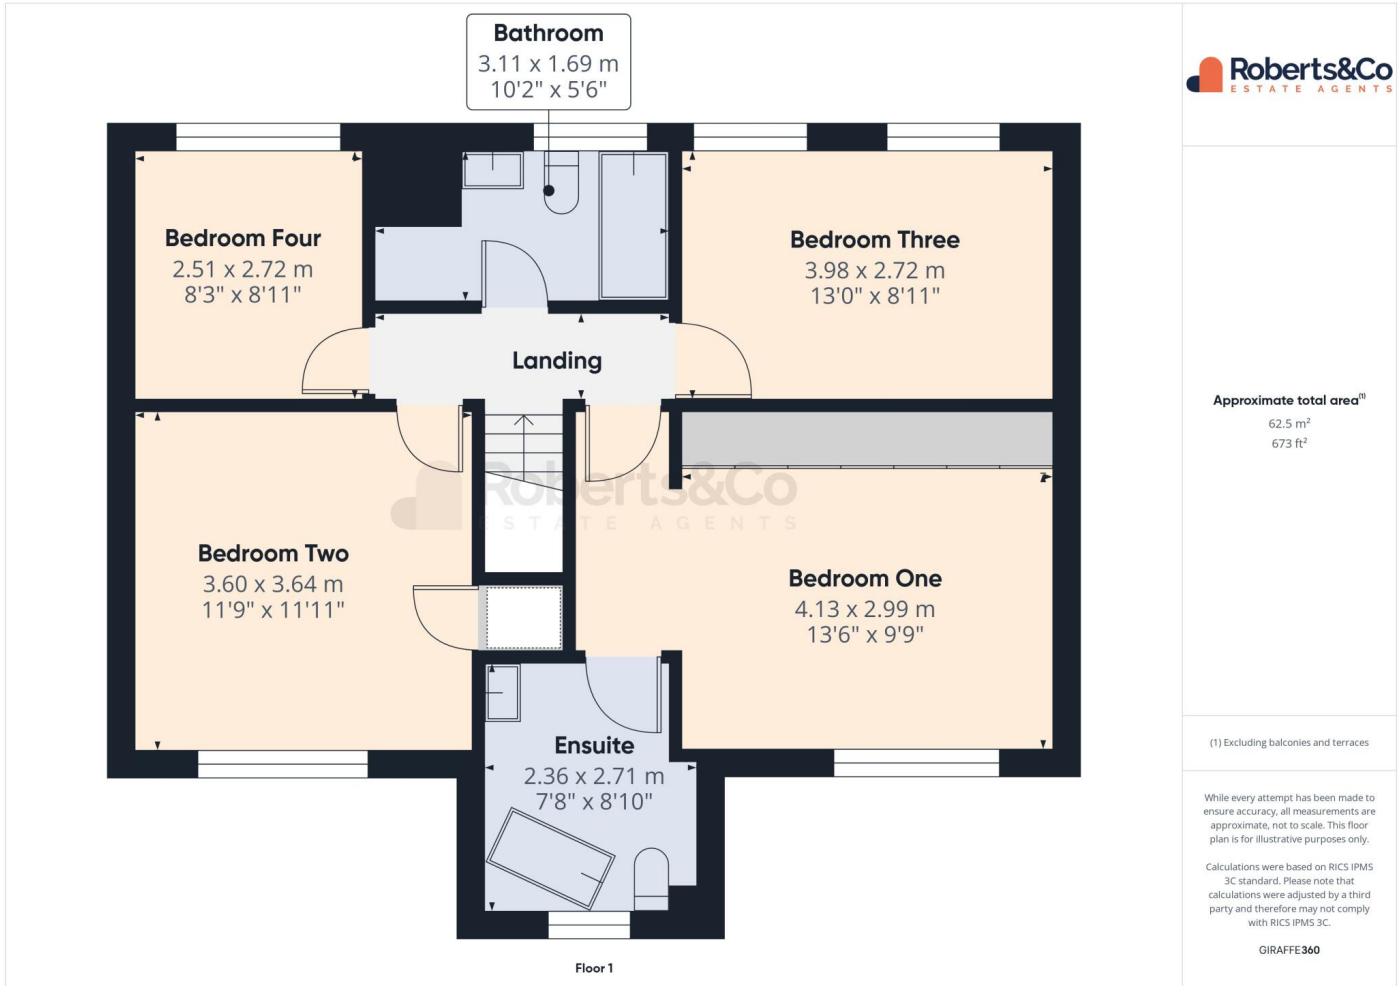 Bathroom
3.11 x 1.69 m
10'2" x 5'6"
Bedroom Four
2.51 x 2.72 m
8'3" x 8'11"
Bedroom Three
3.98 x 2.72 m
13'0" x 8'11"
Landing
Roberts&Co
ESTATE AGENTS
Bedroom Two
3.60 x 3.64 m
11'9" x 11'11"
Bedroom One
4.13 x 2.99 m
13'6" x 9'9"
Ensuite
2.36 x 2.71 m
7'8" x 8'10"
Floor 1
Roberts&Co
ESTATE AGENTS
Approximate total area(1)
62.5 m²
673 ft²
(1) Excluding balconies and terraces
While every attempt has been made to
ensure accuracy, all measurements are
approximate, not to scale. This floor
plan is for illustrative purposes only.
Calculations were based on RICS IPMS
3C standard. Please note that
calculations were adjusted by a third
party and therefore may not comply
with RICS IPMS 3C.
GIRAFFE360